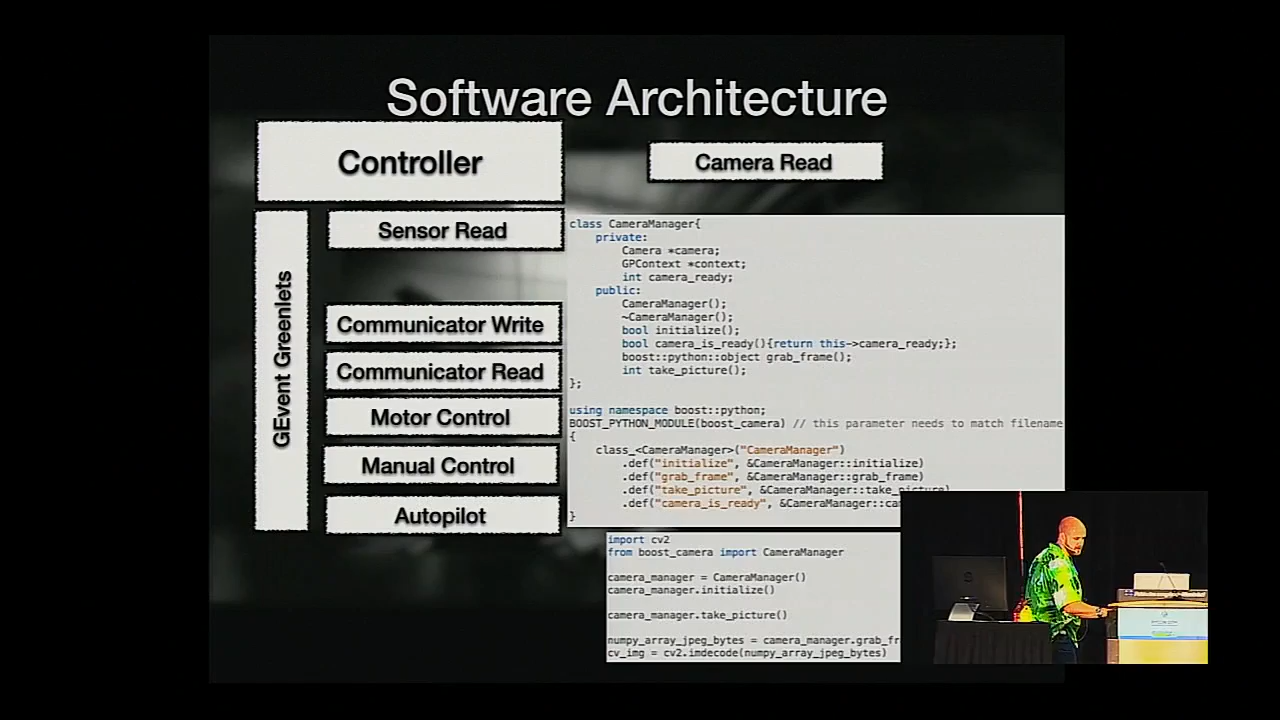 Software Architecture
Controller
Camera Read
GEvent Greenlets
Sensor Read
Communicator Write
Communicator Read
Motor Control
Manual Control
Autopilot
class CameraManager{
private:
Camera *camera;
GPContext *context;
int camera_ready;
public:
CameraManager();
~CameraManager();
bool initialize();
bool camera_is_ready(){return this->camera_ready;};
boost::python::object grab_frame();
int take_picture();
};
using namespace boost::python;
BOOST_PYTHON_MODULE(boost_camera) // this parameter needs to match filename
{
class_<CameraManager>("CameraManager")
.def("initialize", &CameraManager::initialize)
.def("grab_frame", &CameraManager::grab_frame)
.def("take_picture", &CameraManager::take_picture)
.def("camera_is_ready", &CameraManager::ca
}
import cv2
from boost_camera import CameraManager
camera_manager = CameraManager()
camera_manager.initialize()
camera_manager.take_picture()
numpy_array_jpeg_bytes = camera_manager.grab_fr
cv_img = cv2.imdecode(numpy_array_jpeg_bytes)